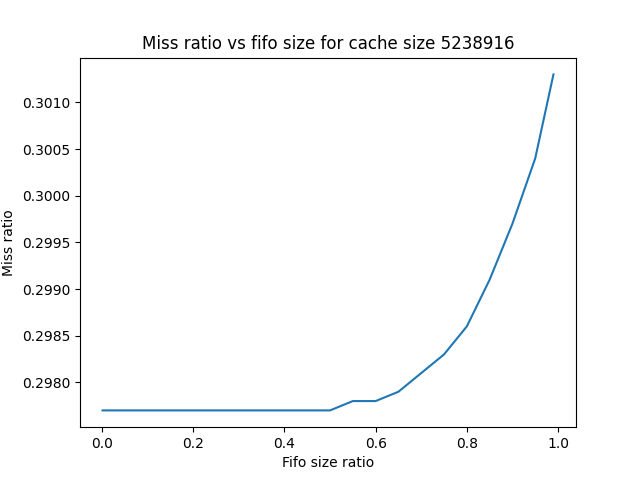 Miss ratio vs fifo size for cache size 5238916
0.3010
0.3005
0.3000
0.2995
0.2990
0.2985
0.2980
Miss ratio
0.0 0.2 0.4 0.6 0.8 1.0
Fifo size ratio